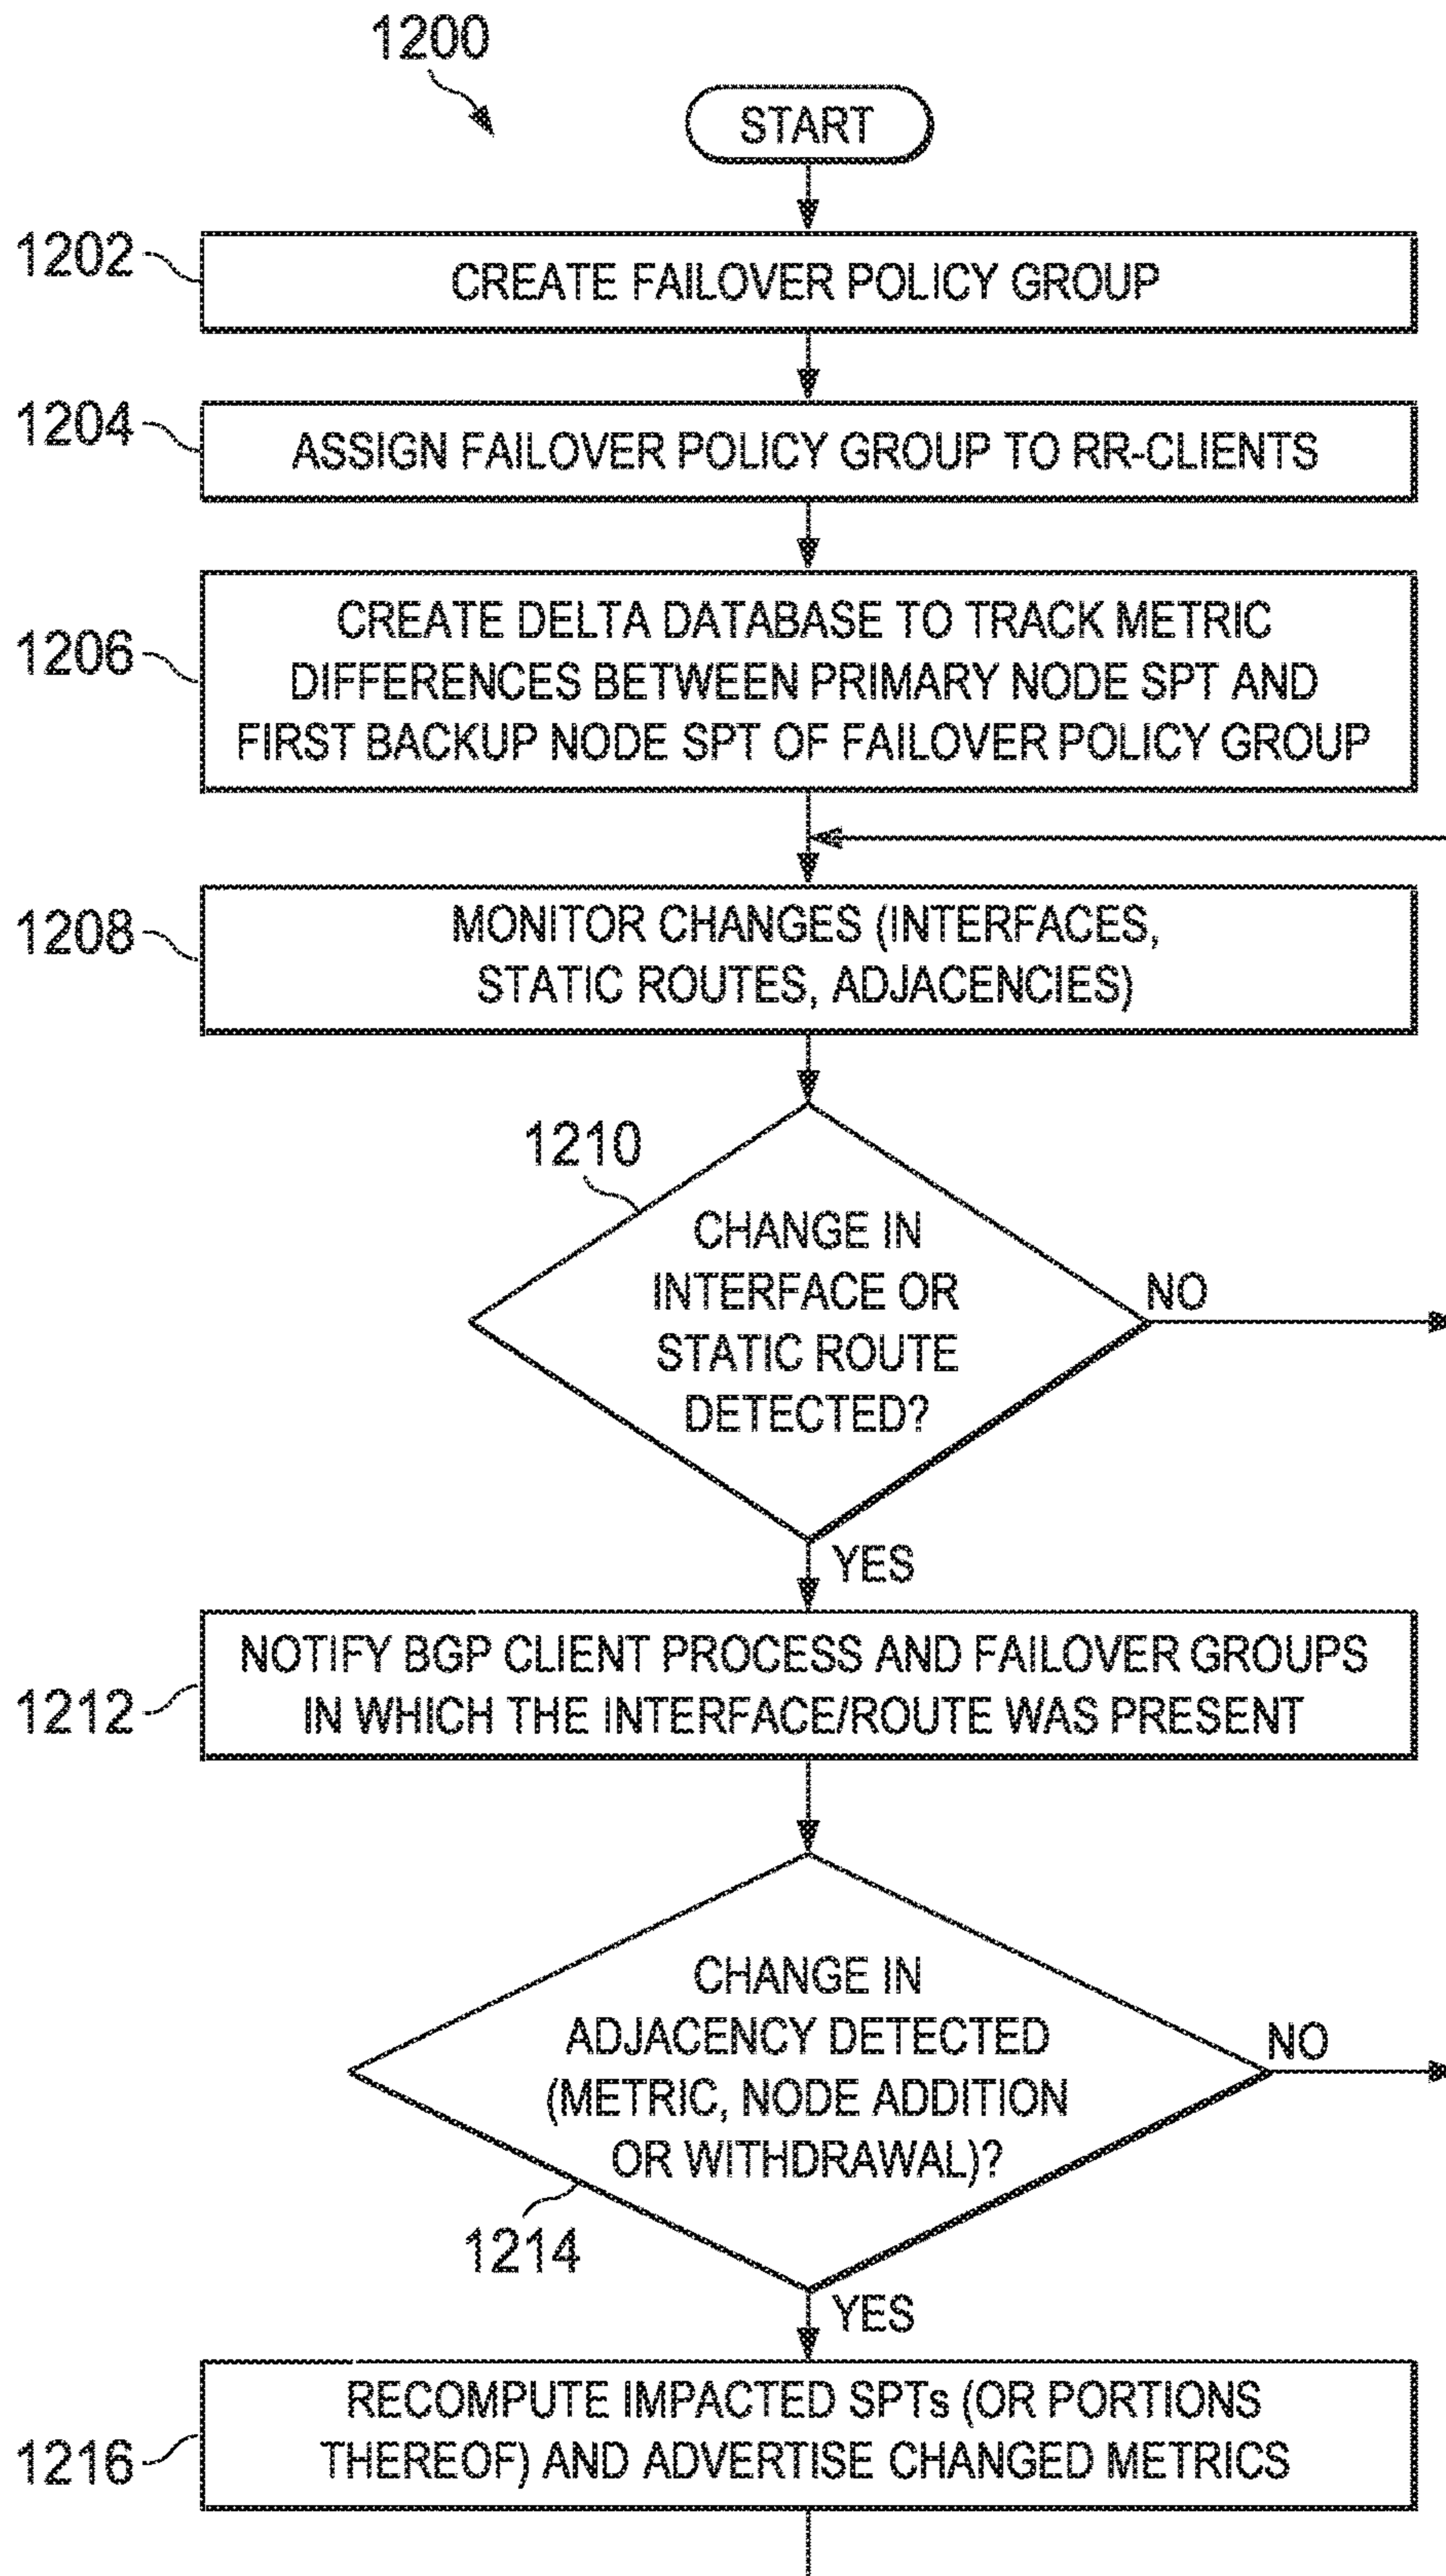 1200
START
1202
CREATE FAILOVER POLICY GROUP
1204
ASSIGN FAILOVER POLICY GROUP TO RR-CLIENTS
1206
CREATE DELTA DATABASE TO TRACK METRIC
DIFFERENCES BETWEEN PRIMARY NODE SPT AND
FIRST BACKUP NODE SPT OF FAILOVER POLICY GROUP
1208
MONITOR CHANGES (INTERFACES,
STATIC ROUTES, ADJACENCIES)
1210
CHANGE IN
INTERFACE OR
STATIC ROUTE
DETECTED?
NO
YES
1212
NOTIFY BGP CLIENT PROCESS AND FAILOVER GROUPS
IN WHICH THE INTERFACE/ROUTE WAS PRESENT
CHANGE IN
ADJACENCY DETECTED
(METRIC, NODE ADDITION
OR WITHDRAWAL)?
NO
1214
YES
1216
RECOMPUTE IMPACTED SPTs (OR PORTIONS
THEREOF) AND ADVERTISE CHANGED METRICS